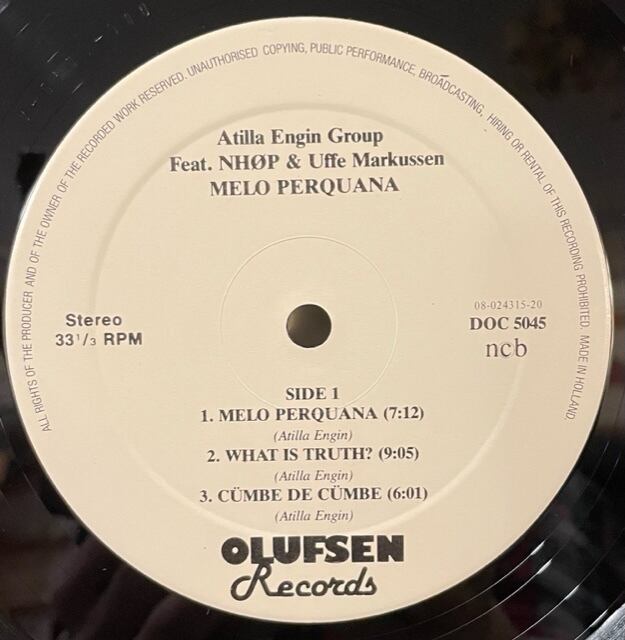 ALL RIGHTS OF THE PRODUCER AND OF THE OWNER OF THE RECORDED WORK RESERVED. UNAUTHORISED COPYING, PUBLIC PERFORMANCE, BROADCASTING, HIRING OR RENTAL OF THIS RECORDING PROHIBITED. MADE IN HOLLAND
Atilla Engin Group
Feat. NHØP & Uffe Markussen
MELO PERQUANA
Stereo
33 1/3 RPM
08-024315-20
DOC 5045
ncb
SIDE 1
1. MELO PERQUANA (7:12)
(Atilla Engin)
2. WHAT IS TRUTH? (9:05)
(Atilla Engin)
3. CÜMBE DE CÜMBE (6:01)
(Atilla Engin)
OLUFSEN
Records